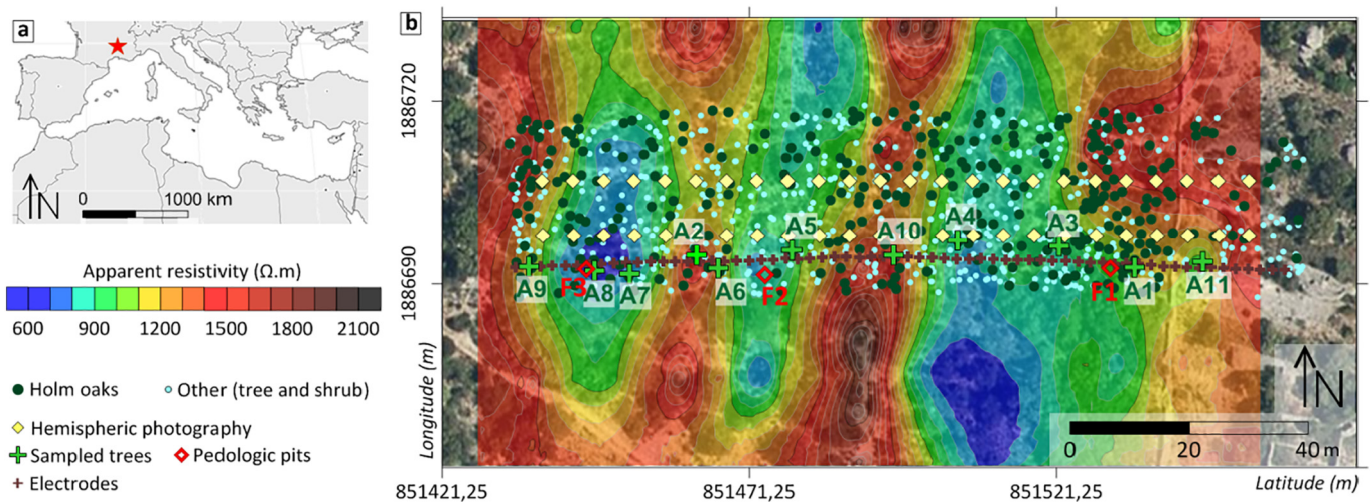 a
N
0 1000 km
Apparent resistivity (Ω.m)
600 900 1200 1500 1800 2100
Holm oaks Other (tree and shrub)
Hemispheric photography
Sampled trees Pedologic pits
Electrodes
b
1886720
1886690
Longitude (m)
A2 A5 A10 A4 A3
A9 F3 A8 A7 A6 F2 F1 A1 A11
N
0 20 40 m
851421,25 851471,25 851521,25 Latitude (m)